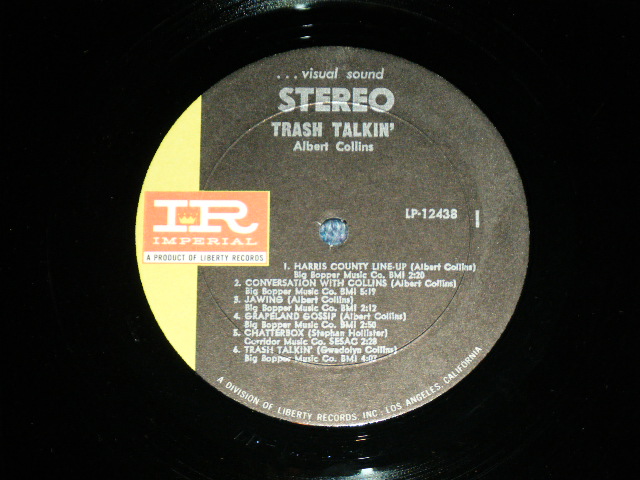 ...visual sound
STEREO
TRASH TALKIN'
Albert Collins
LP-12438
IR
IMPERIAL
A PRODUCT OF LIBERTY RECORDS
1. HARRIS COUNTY LINE-UP (Albert Collins)
Big Bopper Music Co. BMI 2:20
2. CONVERSATION WITH COLLINS (Albert Collins)
Big Bopper Music Co. BMI 5:19
3. JAWING (Albert Collins)
Big Bopper Music Co. BMI 2:12
4. GRAPELAND GOSSIP (Albert Collins)
Big Bopper Music Co. BMI 2:50
5. CHATTERBOX (Stephan Hollister)
Corridor Music Co. SESAC 2:28
6. TRASH TALKIN' (Gwedolyn Collins)
Big Bopper Music Co. BMI 4:02
A DIVISION OF LIBERTY RECORDS, INC., LOS ANGELES, CALIFORNIA